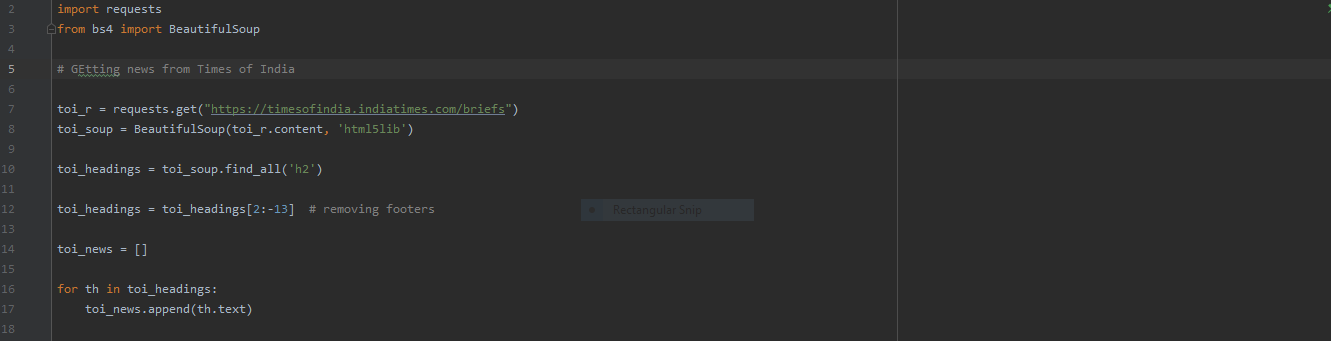 2 import requests
3 from bs4 import BeautifulSoup
4
5 # GEtting news from Times of India
6
7 toi_r = requests.get("https://timesofindia.indiatimes.com/briefs")
8 toi_soup = BeautifulSoup(toi_r.content, 'html5lib')
9
10 toi_headings = toi_soup.find_all('h2')
11
12 toi_headings = toi_headings[2:-13]  # removing footers
Rectangular Snip
13
14 toi_news = []
15
16 for th in toi_headings:
17     toi_news.append(th.text)
18